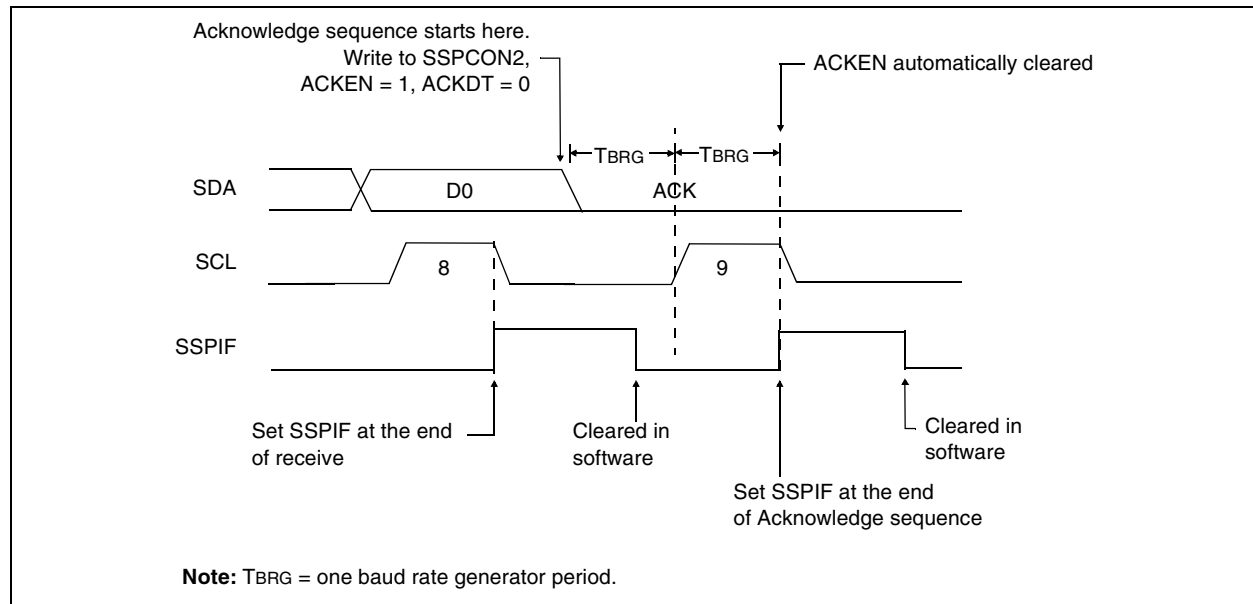 Acknowledge sequence starts here.
Write to SSPCON2,
ACKEN = 1, ACKDT = 0
ACKEN automatically cleared
TBRG
TBRG
SDA
D0
ACK
SCL
8
9
SSPIF
Set SSPIF at the end
of receive
Cleared in
software
Set SSPIF at the end
of Acknowledge sequence
Cleared in
software
Note: TBRG = one baud rate generator period.